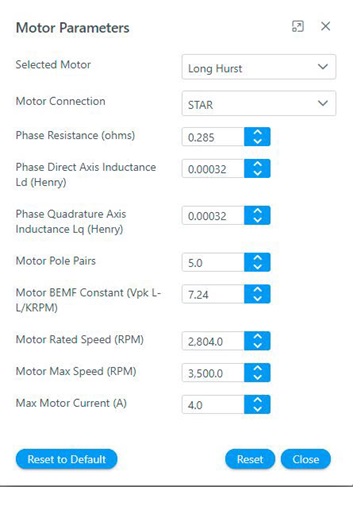 Motor Parameters
Selected Motor
Long Hurst
Motor Connection
STAR
Phase Resistance (ohms)
0.285
Phase Direct Axis Inductance
Ld (Henry)
0.00032
Phase Quadrature Axis
Inductance Lq (Henry)
0.00032
Motor Pole Pairs
5.0
Motor BEMF Constant (Vpk L-
L/KRPM)
7.24
Motor Rated Speed (RPM)
2,804.0
Motor Max Speed (RPM)
3,500.0
Max Motor Current (A)
4.0
Reset to Default
Reset
Close